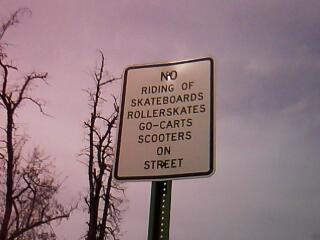 NO
RIDING OF
SKATEBOARDS
ROLLERSKATES
GO-CARTS
SCOOTERS
ON
STREET